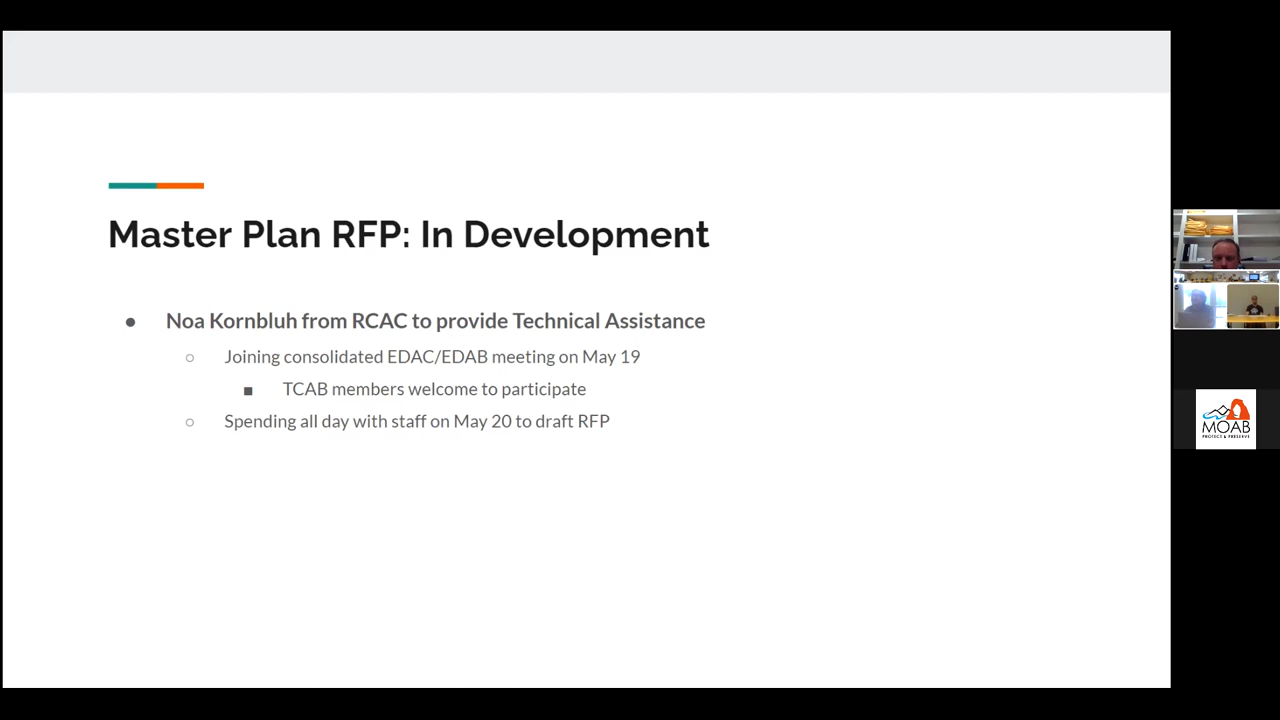 Master Plan RFP: In Development
● Noa Kornbluh from RCAC to provide Technical Assistance
○ Joining consolidated EDAC/EDAB meeting on May 19
■ TCAB members welcome to participate
○ Spending all day with staff on May 20 to draft RFP
MOAB
PROTECT & PRESERVE